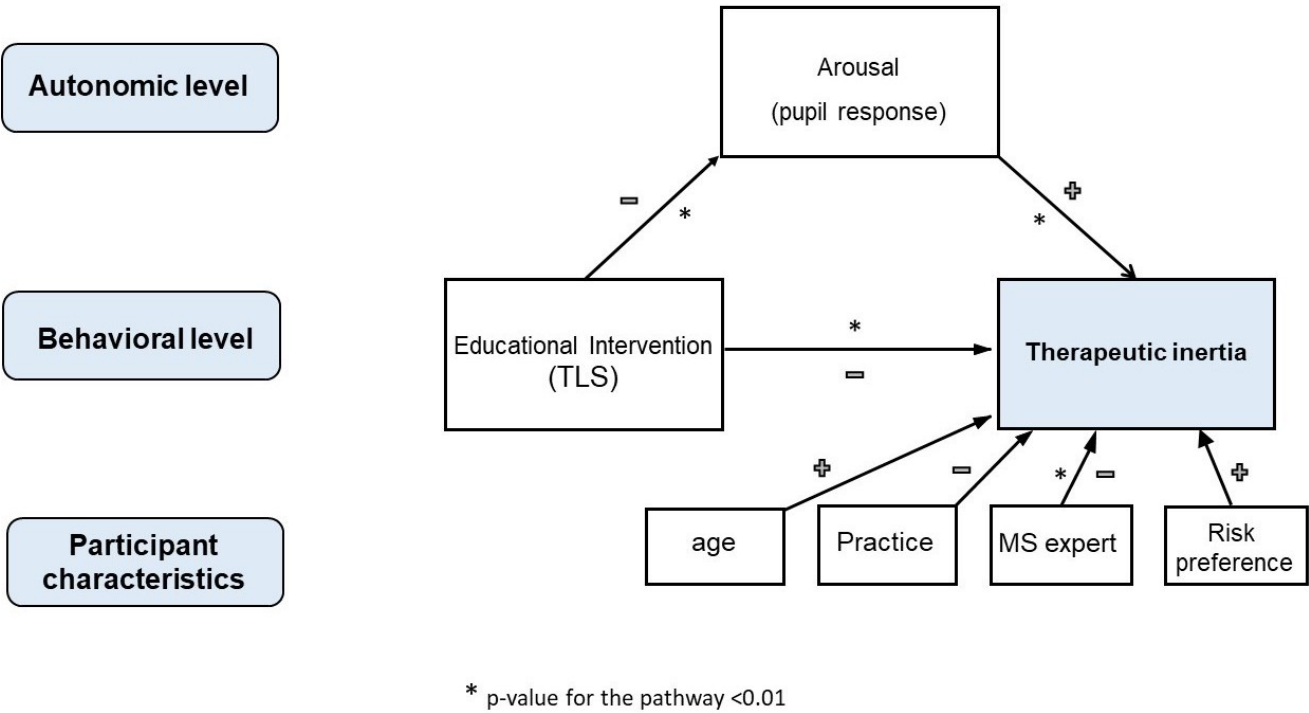 Autonomic level
Arousal
(pupil response)
- *
+ *
Behavioral level
Educational Intervention
(TLS)
*
-
Therapeutic inertia
+
-
* -
+
Participant
characteristics
age
Practice
MS expert
Risk
preference
* p-value for the pathway <0.01